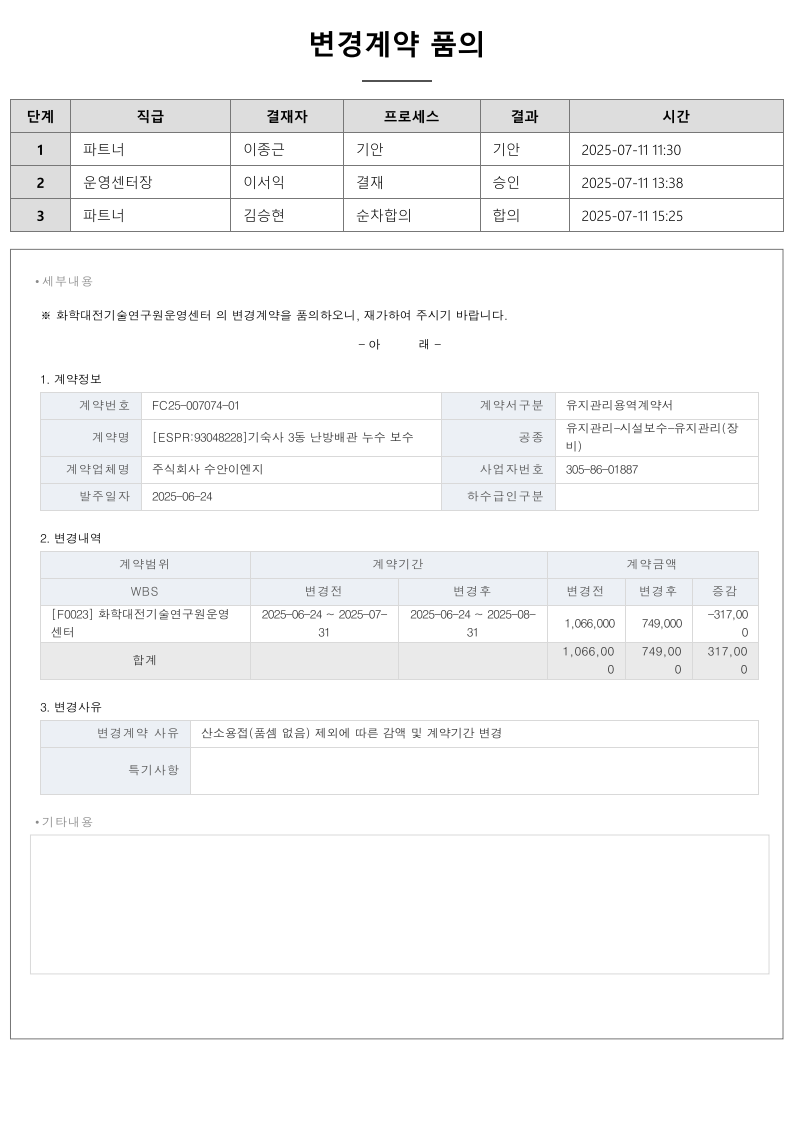 변경계약 품의
단계 직급 결재자 프로세스 결과 시간
1 파트너 이종근 기안 기안 2025-07-11 11:30
2 운영센터장 이서익 결재 승인 2025-07-11 13:38
3 파트너 김승현 순차합의 합의 2025-07-11 15:25
•세부내용
※ 화학대전기술연구원운영센터 의 변경계약을 품의하오니, 재가하여 주시기 바랍니다.
- 아 래 -
1. 계약정보
계약번호 FC25-007074-01 계약서구분 유지관리용역계약서
계약명 [ESPR:93048228]기숙사 3동 난방배관 누수 보수 공종 유지관리-시설보수-유지관리(장
비)
계약업체명 주식회사 수안이엔지 사업자번호 305-86-01887
발주일자 2025-06-24 하수급인구분
2. 변경내역
계약범위 계약기간 계약금액
WBS 변경전 변경후 변경전 변경후 증감
[F0023] 화학대전기술연구원운영 2025-06-24 ~ 2025-07- 2025-06-24 ~ 2025-08- 1,066,000 749,000 -317,00
센터 31 31 0
합계 1,066,00 749,00 317,00
0 0 0
3. 변경사유
변경계약 사유 산소용접(품셈 없음) 제외에 따른 감액 및 계약기간 변경
특기사항
•기타내용